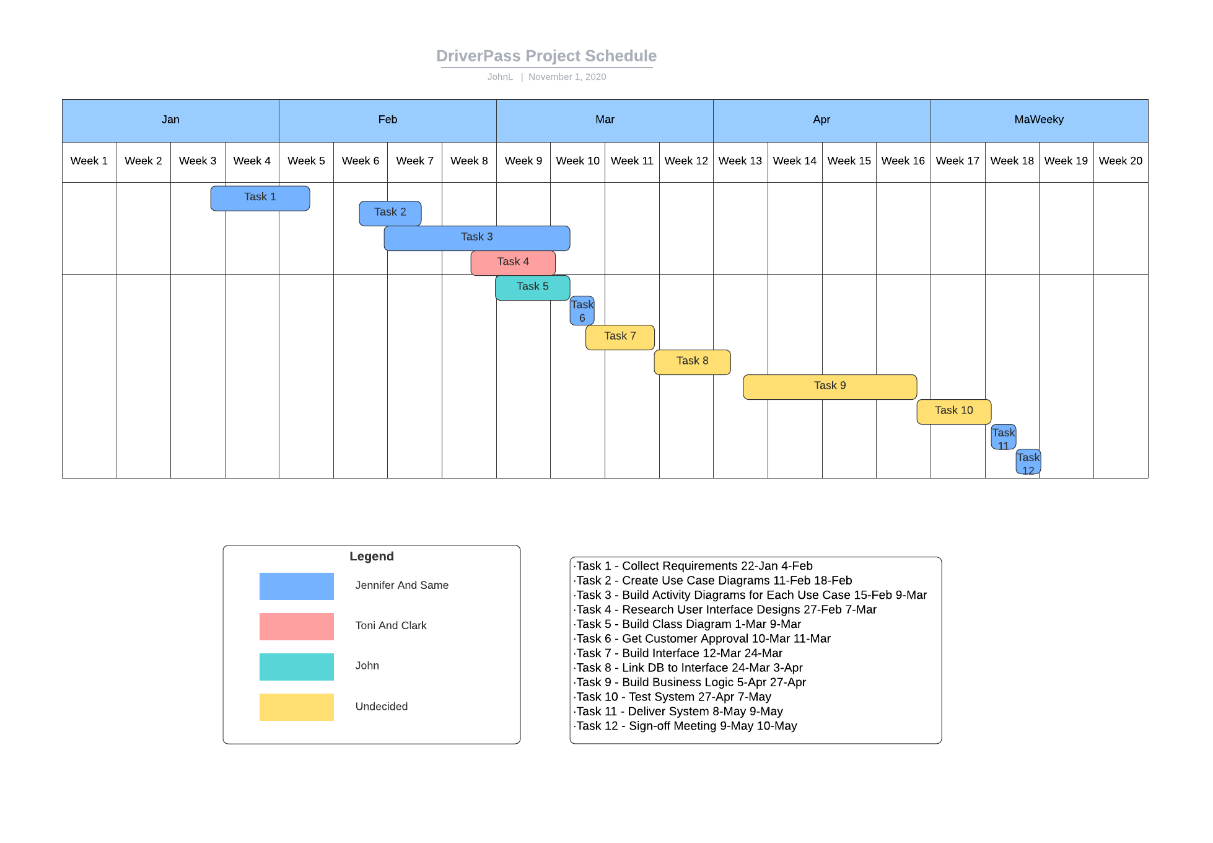 DriverPass Project Schedule
JohnL | November 1, 2020
Jan Feb Mar Apr MaWeeky
Week 1 Week 2 Week 3 Week 4 Week 5 Week 6 Week 7 Week 8 Week 9 Week 10 Week 11 Week 12 Week 13 Week 14 Week 15 Week 16 Week 17 Week 18 Week 19 Week 20
Task 1
Task 2
Task 3
Task 4
Task 5
Task
6
Task 7
Task 8
Task 9
Task 10
Task
11
Task
12
Legend
Jennifer And Same
Toni And Clark
John
Undecided
·Task 1 - Collect Requirements 22-Jan 4-Feb
·Task 2 - Create Use Case Diagrams 11-Feb 18-Feb
·Task 3 - Build Activity Diagrams for Each Use Case 15-Feb 9-Mar
·Task 4 - Research User Interface Designs 27-Feb 7-Mar
·Task 5 - Build Class Diagram 1-Mar 9-Mar
·Task 6 - Get Customer Approval 10-Mar 11-Mar
·Task 7 - Build Interface 12-Mar 24-Mar
·Task 8 - Link DB to Interface 24-Mar 3-Apr
·Task 9 - Build Business Logic 5-Apr 27-Apr
·Task 10 - Test System 27-Apr 7-May
·Task 11 - Deliver System 8-May 9-May
·Task 12 - Sign-off Meeting 9-May 10-May